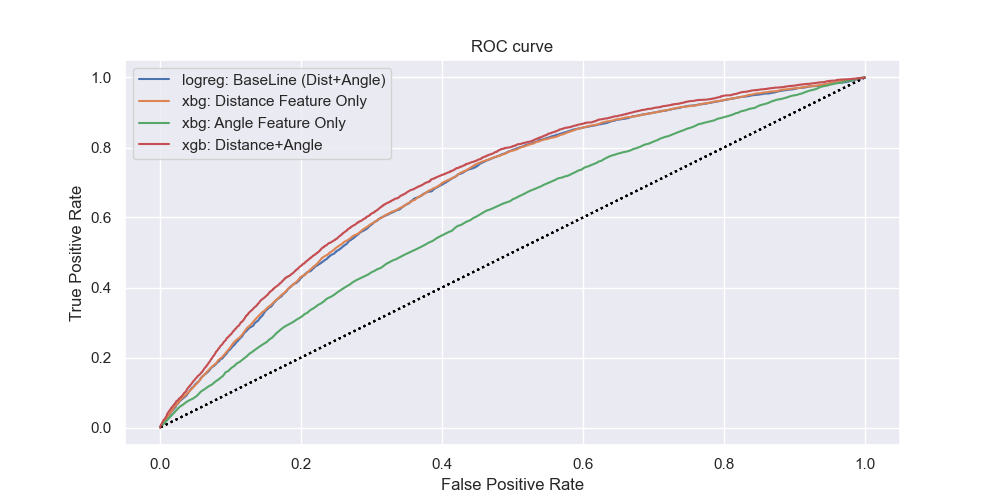 ROC curve
logreg: BaseLine (Dist+Angle)
xbg: Distance Feature Only
xbg: Angle Feature Only
xgb: Distance+Angle
True Positive Rate
1.0
0.8
0.6
0.4
0.2
0.0
0.0 0.2 0.4 0.6 0.8 1.0
False Positive Rate